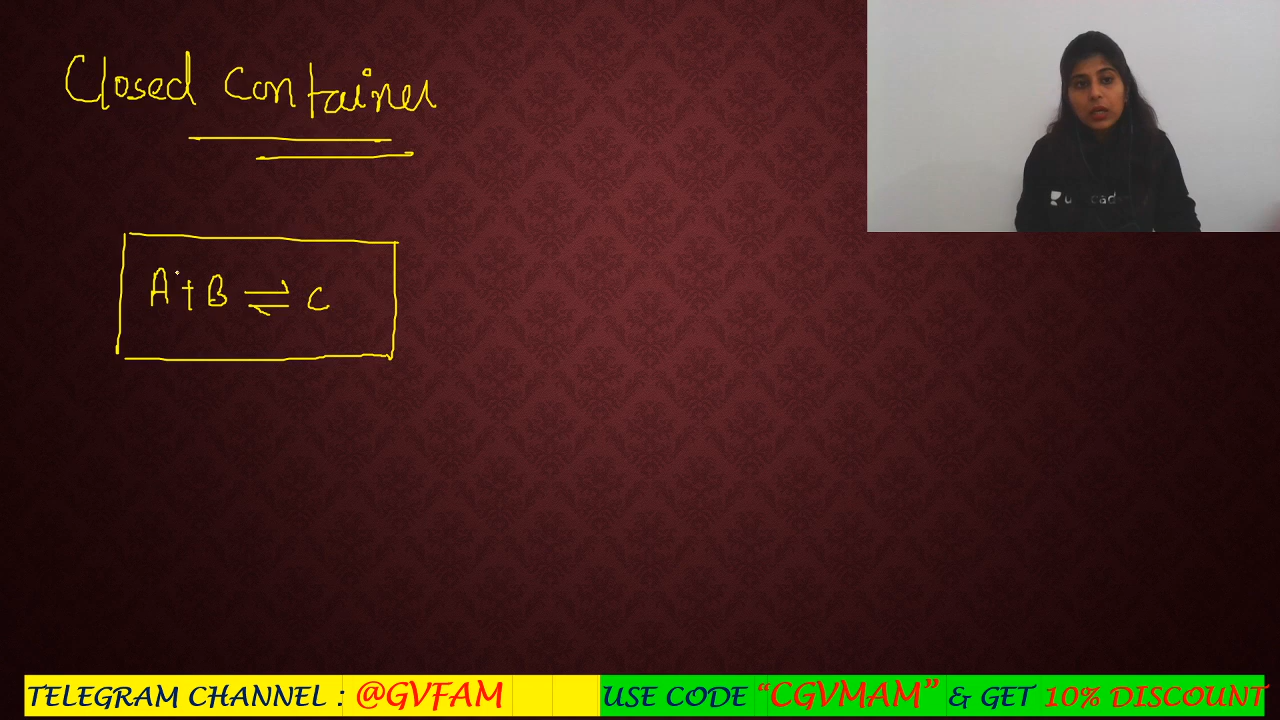 Closed Container
A + B ⇌ C
TELEGRAM CHANNEL : @GVFAM
USE CODE “CGVMAM” & GET 10% DISCOUNT